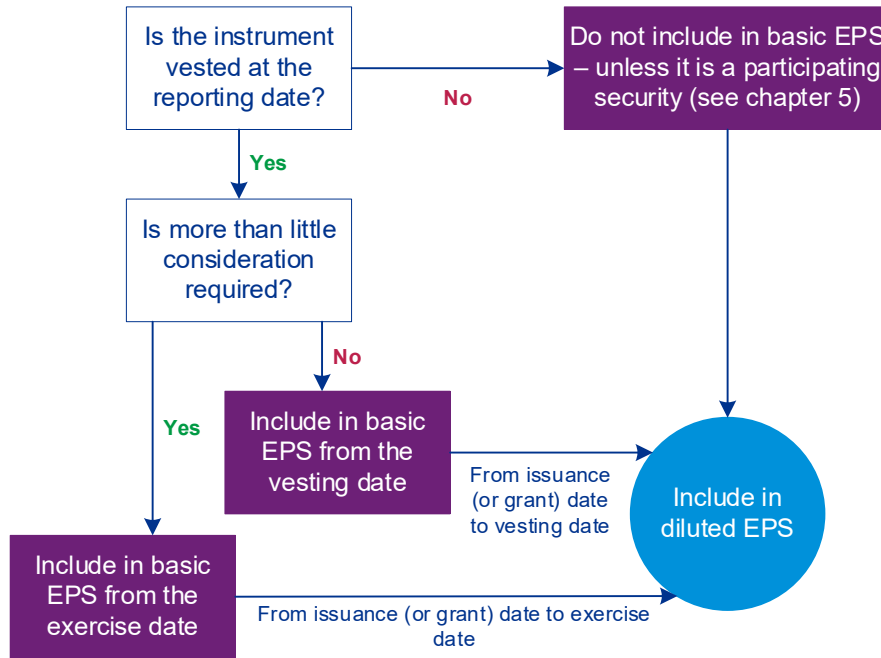 Is the instrument
vested at the
reporting date?
No
Do not include in basic EPS
– unless it is a participating
security (see chapter 5)
Yes
Is more than little
consideration
required?
No
Yes
Include in basic
EPS from the
vesting date
From issuance
(or grant) date
to vesting date
Include in
diluted EPS
Include in basic
EPS from the
exercise date
From issuance (or grant) date to exercise
date